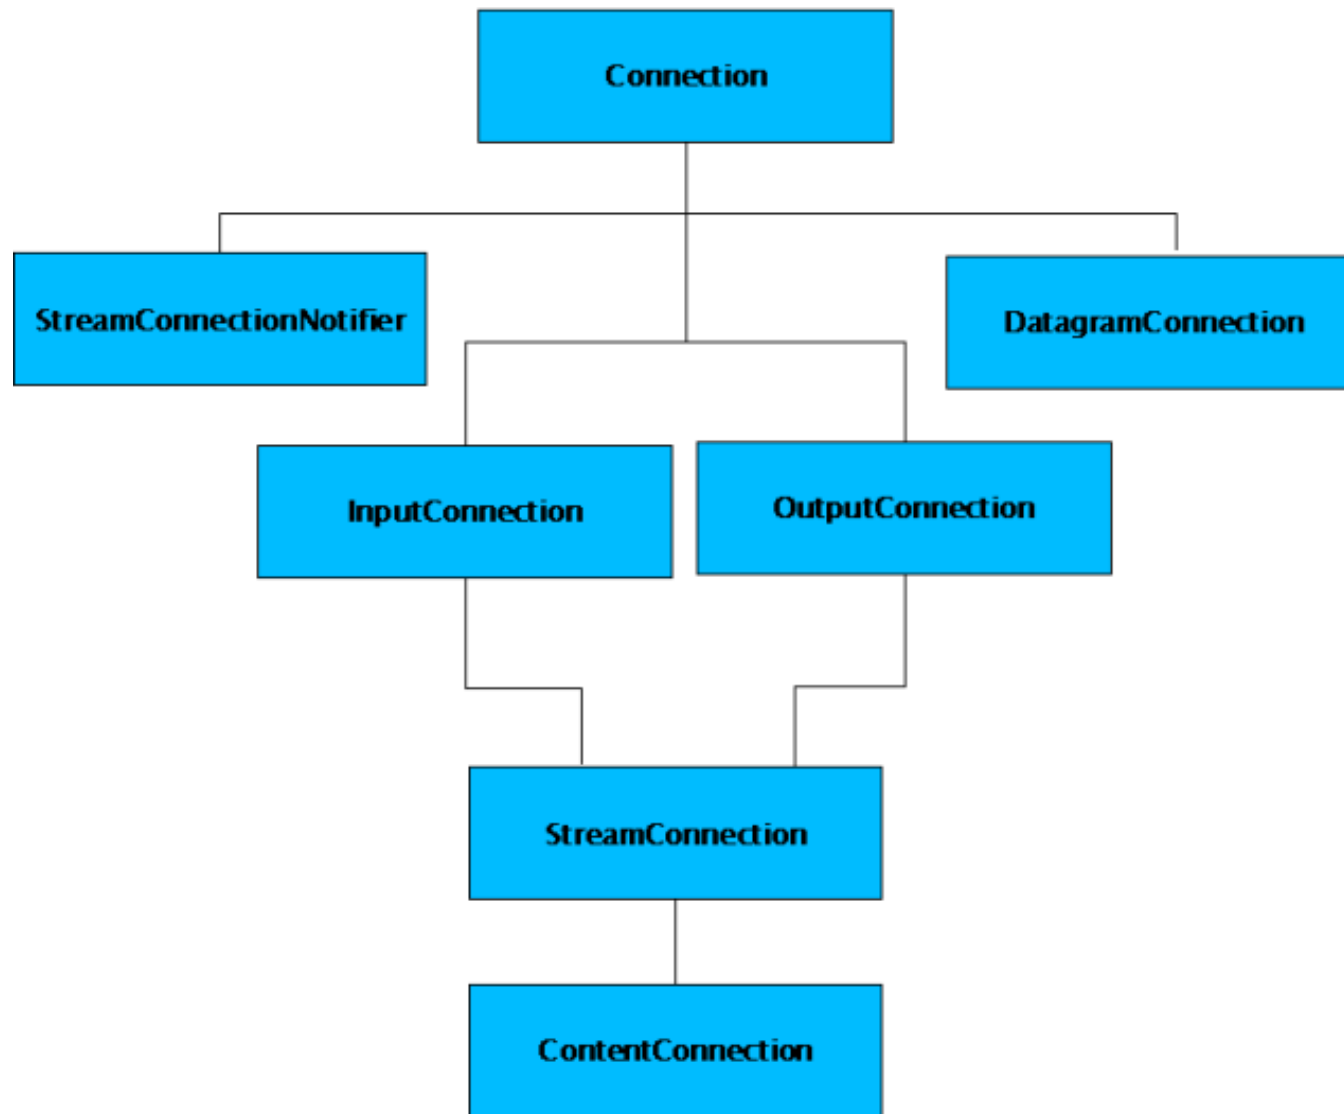 Connection
StreamConnectionNotifier
DatagramConnection
InputConnection
OutputConnection
StreamConnection
ContentConnection